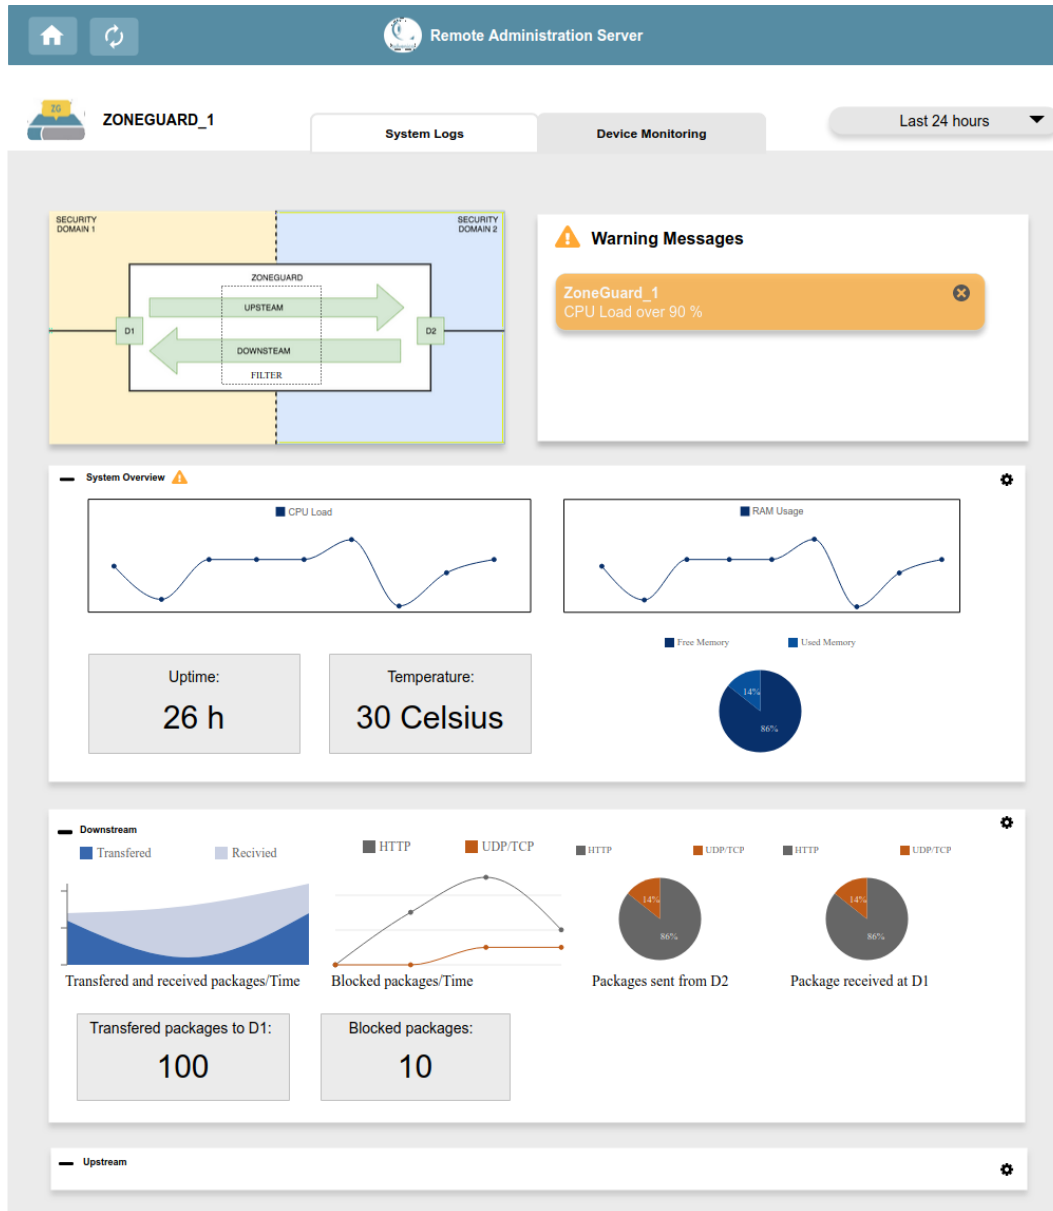 Remote Administration Server
ZG
ZONEGUARD_1
System Logs
Device Monitoring
Last 24 hours
SECURITY
DOMAIN 1
SECURITY
DOMAIN 2
ZONEGUARD
UPSTEAM
D1
D2
DOWNSTEAM
FILTER
Warning Messages
ZoneGuard_1
CPU Load over 90 %
System Overview
CPU Load
RAM Usage
Free Memory
Used Memory
14%
86%
Uptime:
26 h
Temperature:
30 Celsius
Downstream
Transfered
Recivied
HTTP
UDP/TCP
HTTP
UDP/TCP
HTTP
UDP/TCP
14%
86%
14%
86%
Transfered and received packages/Time
Blocked packages/Time
Packages sent from D2
Package received at D1
Transfered packages to D1:
100
Blocked packages:
10
Upstream